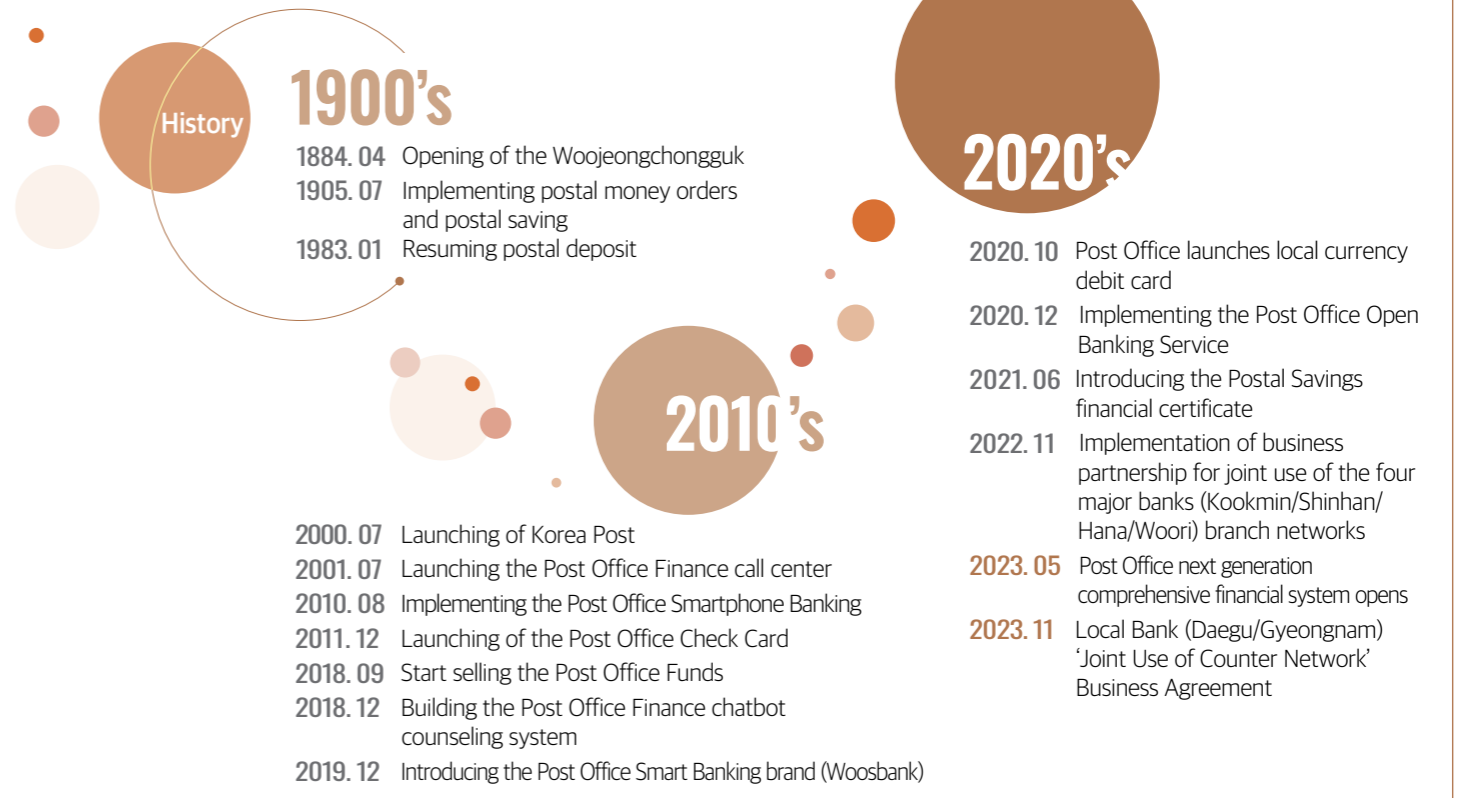 History
1900's
1884. 04 Opening of the Woojeongchongguk
1905. 07 Implementing postal money orders
and postal saving
1983. 01 Resuming postal deposit
2010's
2000. 07 Launching of Korea Post
2001. 07 Launching the Post Office Finance call center
2010. 08 Implementing the Post Office Smartphone Banking
2011. 12 Launching of the Post Office Check Card
2018. 09 Start selling the Post Office Funds
2018. 12 Building the Post Office Finance chatbot
counseling system
2019. 12 Introducing the Post Office Smart Banking brand (Woosbank)
2020's
2020. 10 Post Office launches local currency
debit card
2020. 12 Implementing the Post Office Open
Banking Service
2021. 06 Introducing the Postal Savings
financial certificate
2022. 11 Implementation of business
partnership for joint use of the four
major banks (Kookmin/Shinhan/
Hana/Woori) branch networks
2023. 05 Post Office next generation
comprehensive financial system opens
2023. 11 Local Bank (Daegu/Gyeongnam)
‘Joint Use of Counter Network’
Business Agreement